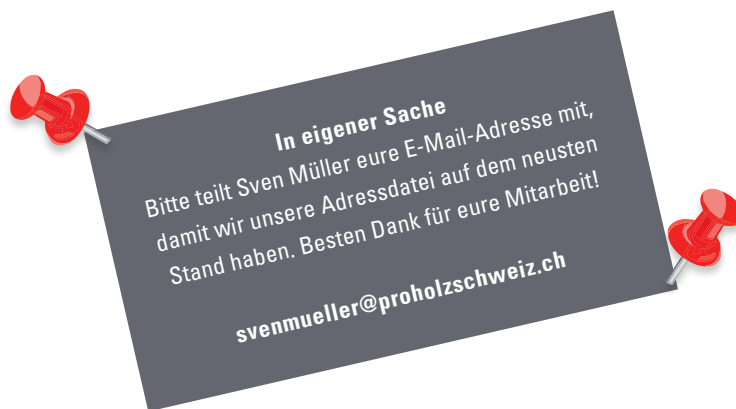 In eigener Sache
Bitte teilt Sven Müller eure E-Mail-Adresse mit,
damit wir unsere Adressdatei auf dem neusten
Stand haben. Besten Dank für eure Mitarbeit!
svenmueller@proholzschweiz.ch